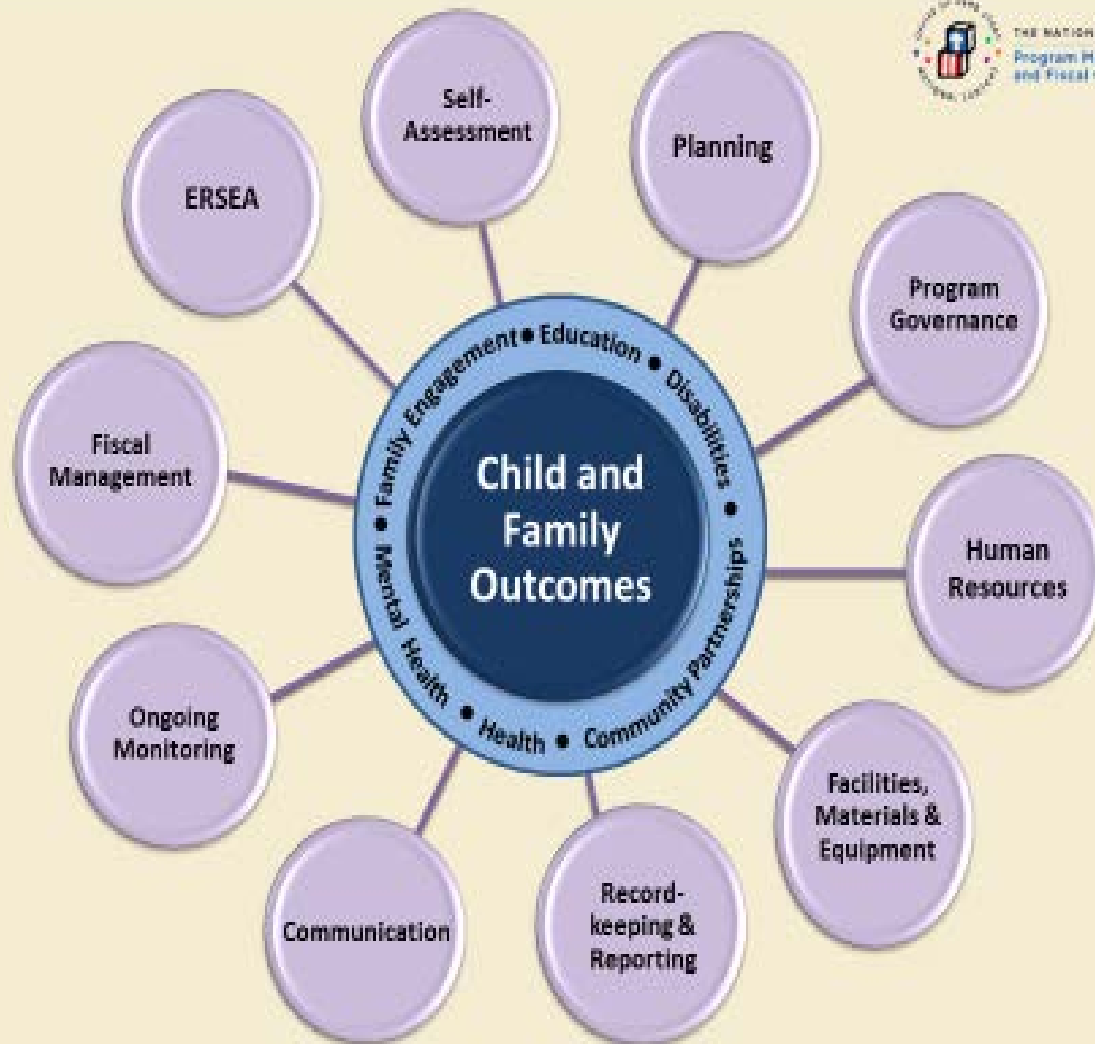 THE NATION
Program M
and Fiscal
Self-
Assessment
Planning
ERSEA
Program
Governance
Fiscal
Management
Human
Resources
Ongoing
Monitoring
Facilities,
Materials &
Equipment
Communication
Record-
keeping &
Reporting
• Family Engagement • Education • Disabilities • Community Partnerships • Health • Mental Health
Child and
Family
Outcomes